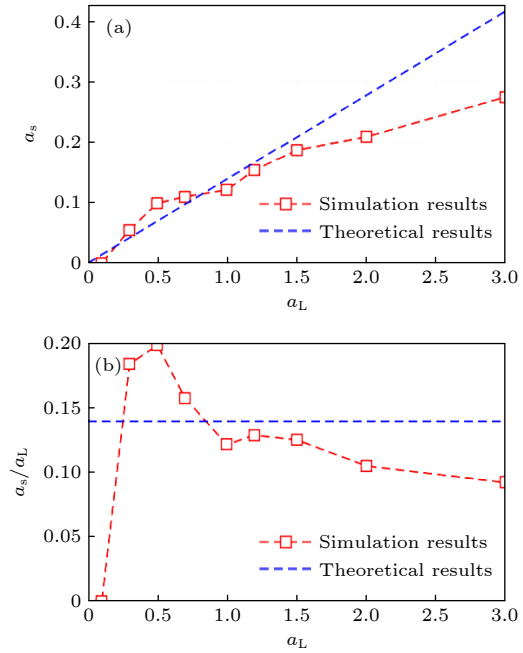 (a)
0.4
0.3
0.2
0.1
0
a_s
Simulation results
Theoretical results
0 0.5 1.0 1.5 2.0 2.5 3.0
a_L
(b)
0.20
0.15
0.10
0.05
0
a_s/a_L
Simulation results
Theoretical results
0 0.5 1.0 1.5 2.0 2.5 3.0
a_L